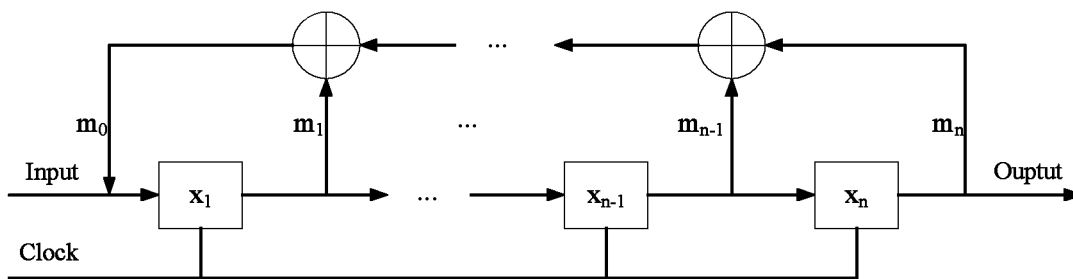 ...
m₀ m₁ ... mₙ₋₁ mₙ
Input x₁ ... xₙ₋₁ xₙ Ouptut
Clock